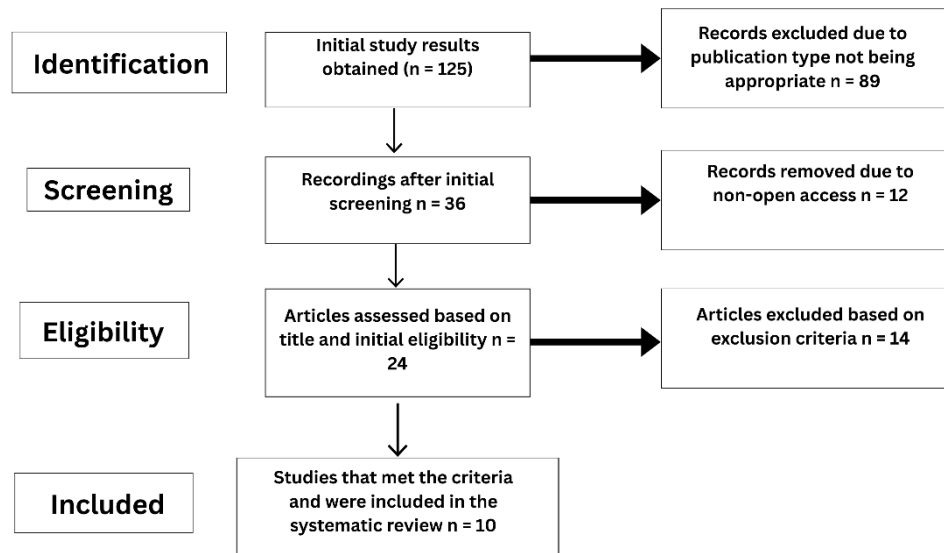 Identification
Initial study results
obtained (n = 125)
Records excluded due to
publication type not being
appropriate n = 89
Screening
Recordings after initial
screening n = 36
Records removed due to
non-open access n = 12
Eligibility
Articles assessed based on
title and initial eligibility n =
24
Articles excluded based on
exclusion criteria n = 14
Included
Studies that met the criteria
and were included in the
systematic review n = 10